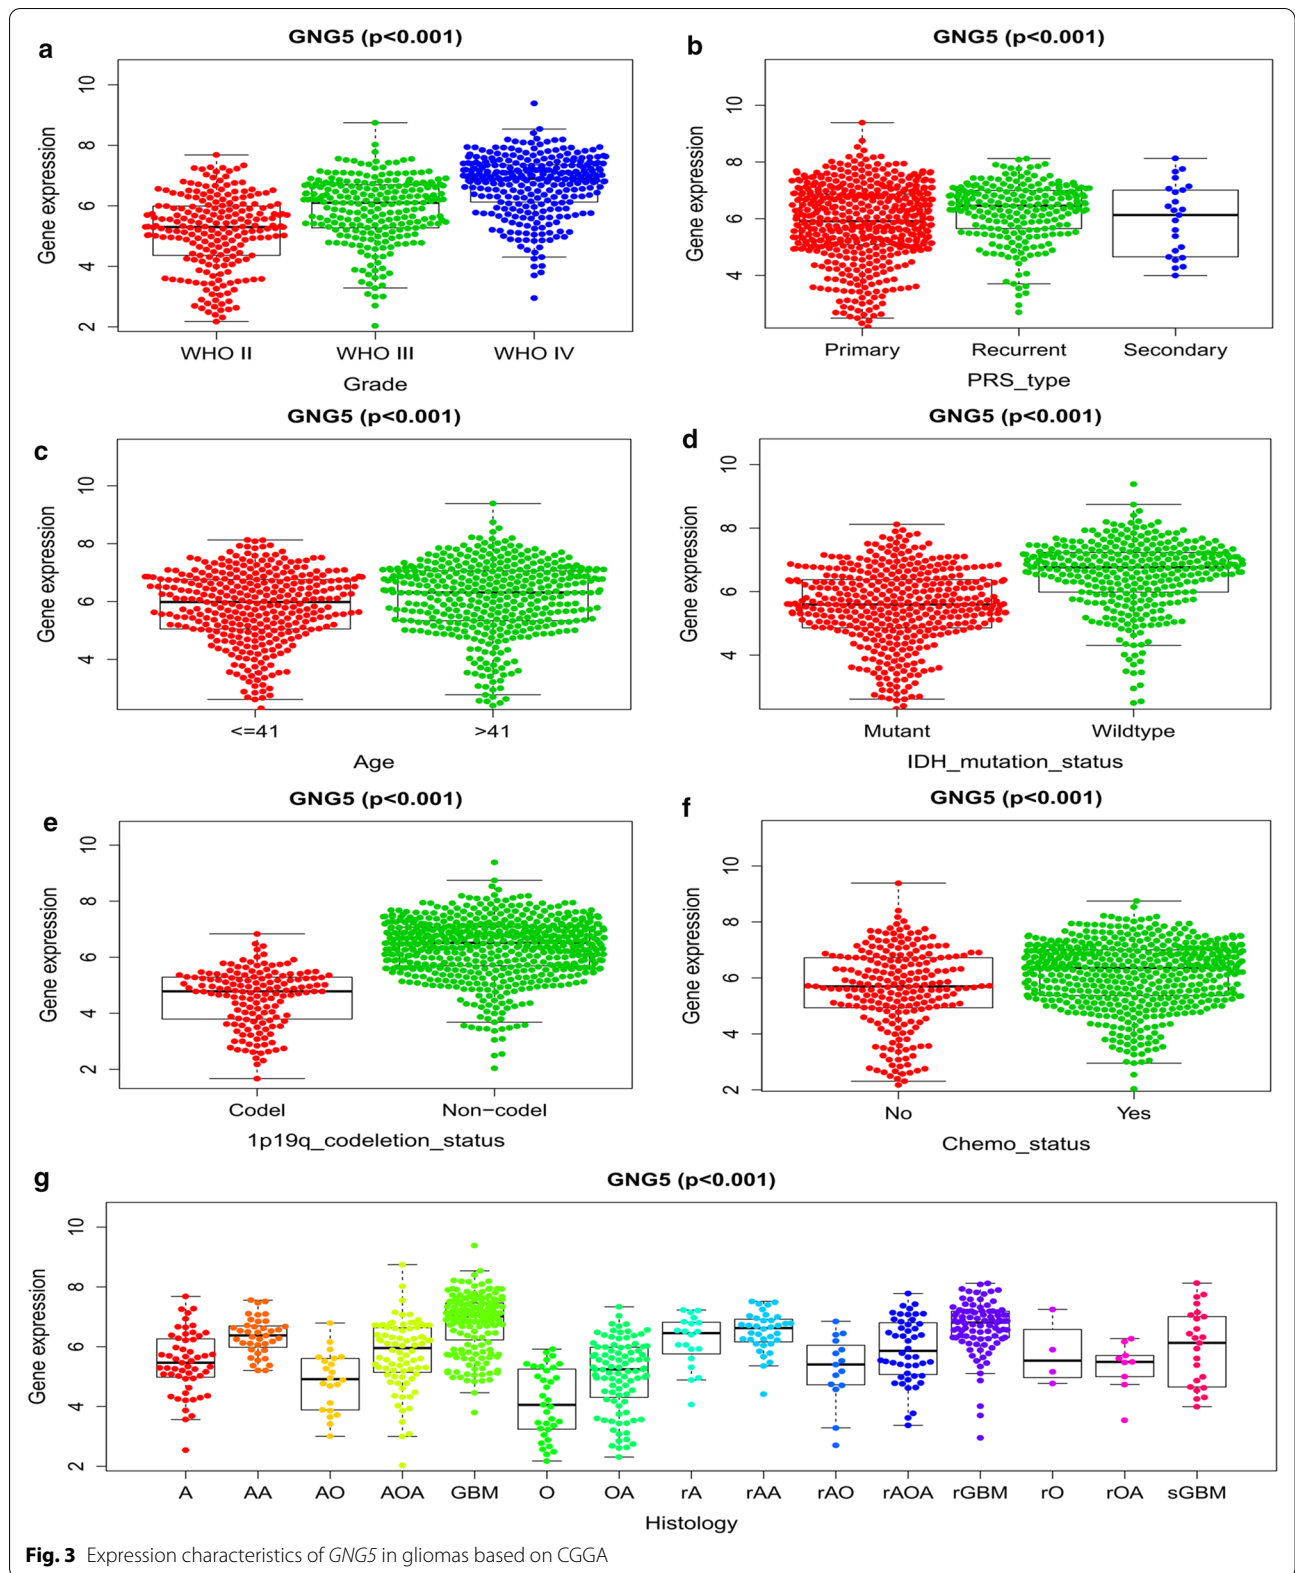 a
GNG5 (p<0.001)
Gene expression
10
8
6
4
2
WHO II WHO III WHO IV
Grade
b
GNG5 (p<0.001)
Gene expression
10
8
6
4
Primary Recurrent Secondary
PRS_type
c
GNG5 (p<0.001)
Gene expression
10
8
6
4
<=41 >41
Age
d
GNG5 (p<0.001)
Gene expression
10
8
6
4
Mutant Wildtype
IDH_mutation_status
e
GNG5 (p<0.001)
Gene expression
10
8
6
4
2
Codel Non-codel
1p19q_codeletion_status
f
GNG5 (p<0.001)
Gene expression
10
8
6
4
2
No Yes
Chemo_status
g
GNG5 (p<0.001)
Gene expression
10
8
6
4
2
A AA AO AOA GBM O OA rA rAA rAO rAOA rGBM rO rOA sGBM
Histology
Fig. 3 Expression characteristics of GNG5 in gliomas based on CGGA